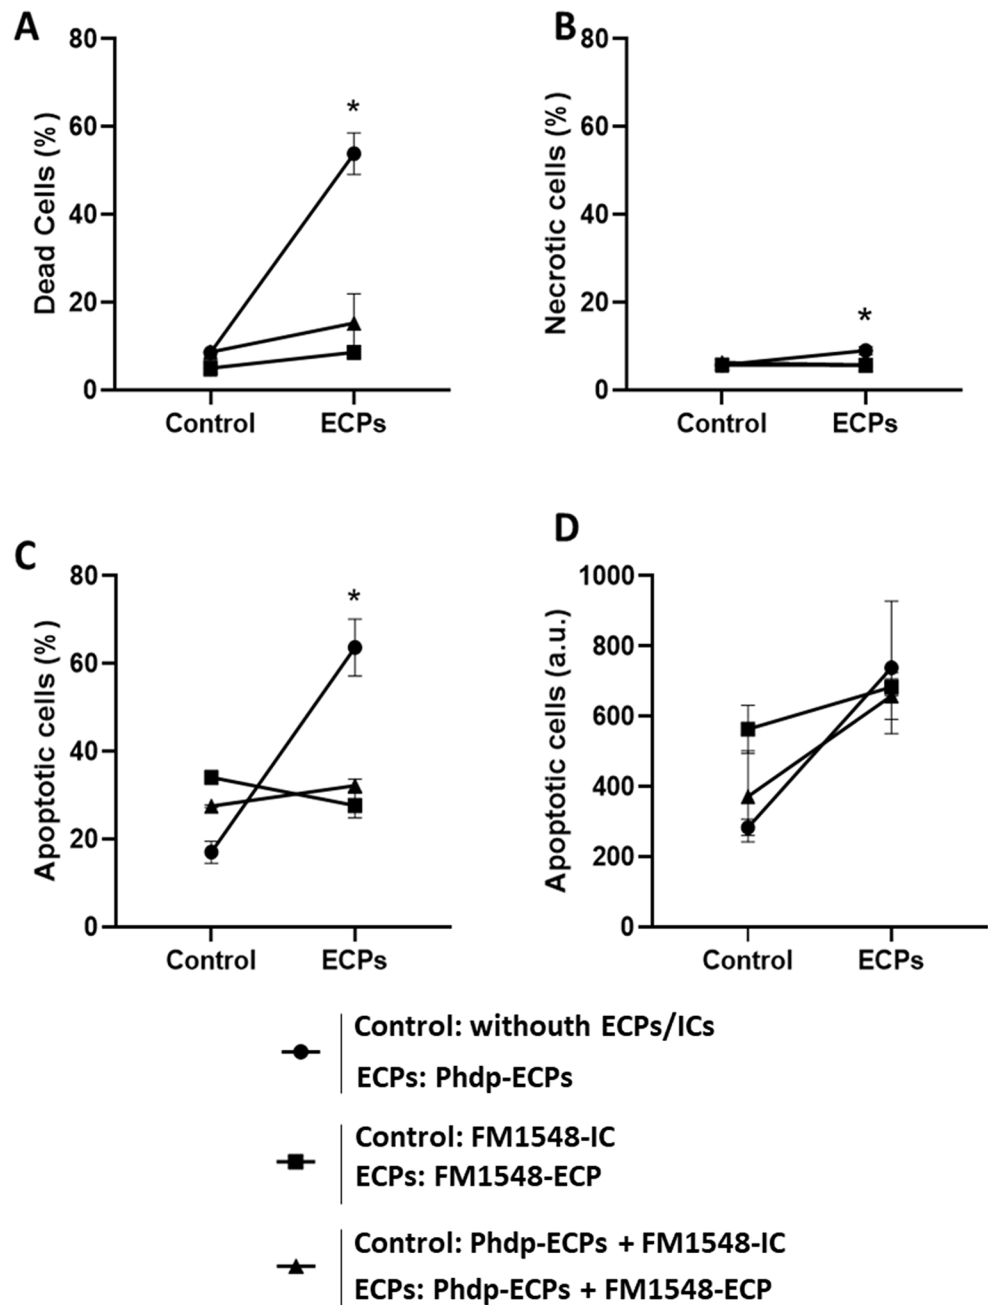 A
80
60
40
20
0
Dead Cells (%)
*
Control ECPs
B
80
60
40
20
0
Necrotic cells (%)
*
Control ECPs
C
80
60
40
20
0
Apoptotic cells (%)
*
Control ECPs
D
1000
800
600
400
200
0
Apoptotic cells (a.u.)
Control ECPs
Control: withouth ECPs/ICs
ECPs: Phdp-ECPs
Control: FM1548-IC
ECPs: FM1548-ECP
Control: Phdp-ECPs + FM1548-IC
ECPs: Phdp-ECPs + FM1548-ECP